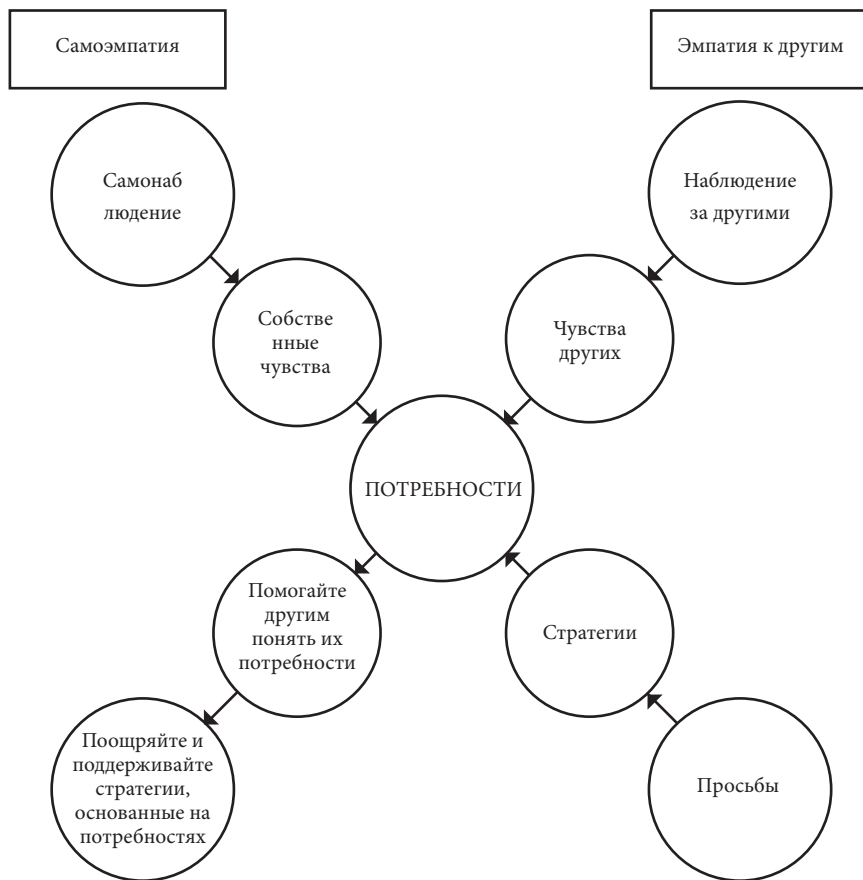 Самоэмпатия
Эмпатия к другим
Самонаб
людение
Наблюдение
за другими
Собстве
нные
чувства
Чувства
других
ПОТРЕБНОСТИ
Помогайте
другим
понять их
потребности
Стратегии
Поощряйте и
поддерживайте
стратегии,
основанные на
потребностях
Просьбы